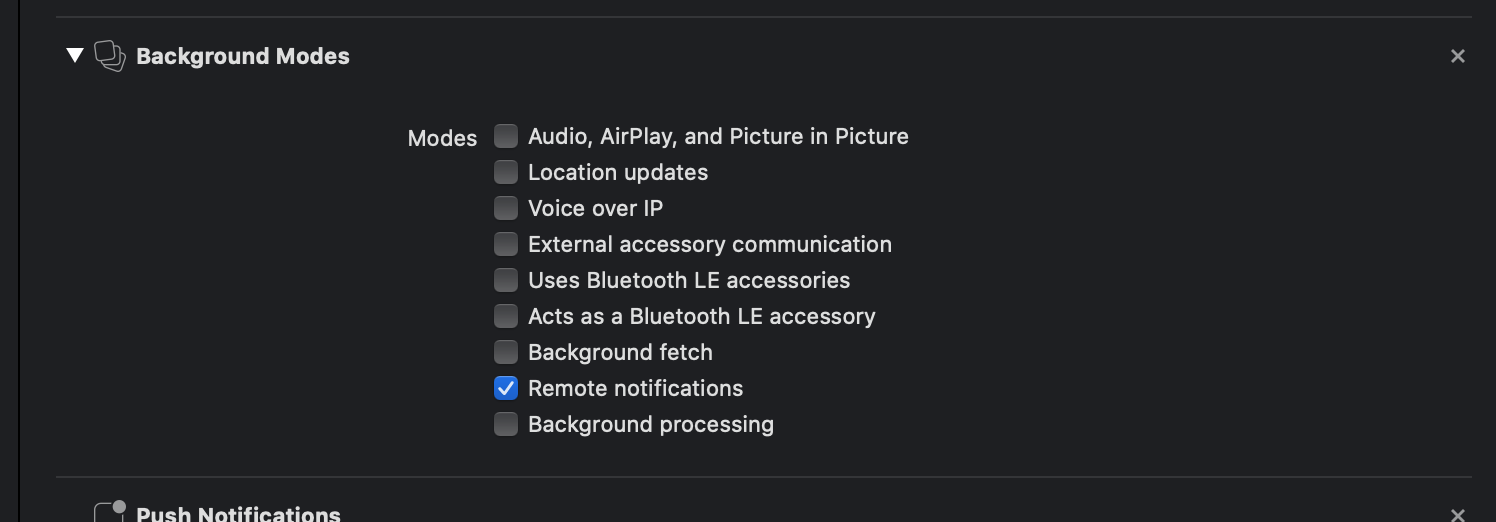 Background Modes
Modes
Audio, AirPlay, and Picture in Picture
Location updates
Voice over IP
External accessory communication
Uses Bluetooth LE accessories
Acts as a Bluetooth LE accessory
Background fetch
Remote notifications
Background processing
Push Notifications